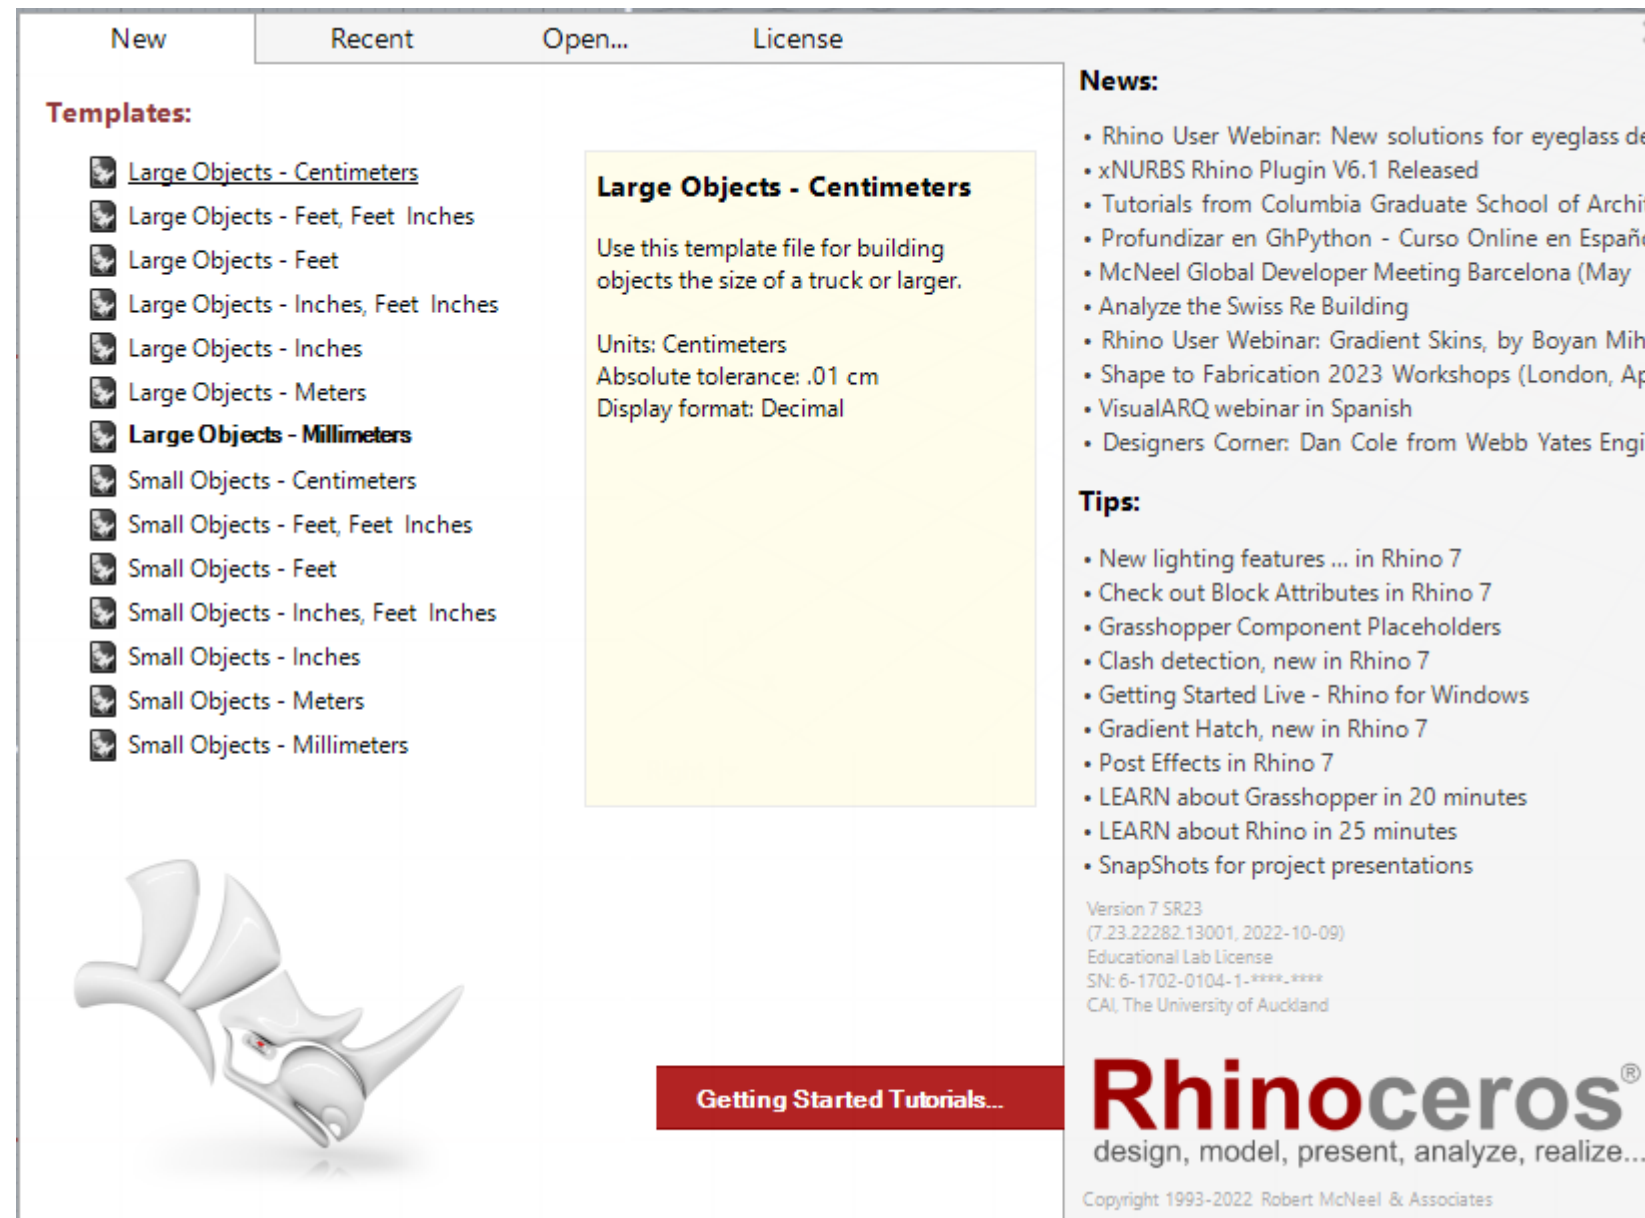 New
Recent
Open...
License
Templates:
Large Objects - Centimeters
Large Objects - Feet, Feet Inches
Large Objects - Feet
Large Objects - Inches, Feet Inches
Large Objects - Inches
Large Objects - Meters
Large Objects - Millimeters
Small Objects - Centimeters
Small Objects - Feet, Feet Inches
Small Objects - Feet
Small Objects - Inches, Feet Inches
Small Objects - Inches
Small Objects - Meters
Small Objects - Millimeters
Large Objects - Centimeters
Use this template file for building
objects the size of a truck or larger.
Units: Centimeters
Absolute tolerance: .01 cm
Display format: Decimal
Getting Started Tutorials...
News:
• Rhino User Webinar: New solutions for eyeglass
• xNURBS Rhino Plugin V6.1 Released
• Tutorials from Columbia Graduate School of
• Profundizar en GhPython - Curso Online en
• McNeel Global Developer Meeting Barcelona (May
• Analyze the Swiss Re Building
• Rhino User Webinar: Gradient Skins, by Boyan
• Shape to Fabrication 2023 Workshops (London,
• VisualARQ webinar in Spanish
• Designers Corner: Dan Cole from Webb Yates
Tips:
• New lighting features ... in Rhino 7
• Check out Block Attributes in Rhino 7
• Grasshopper Component Placeholders
• Clash detection, new in Rhino 7
• Getting Started Live - Rhino for Windows
• Gradient Hatch, new in Rhino 7
• Post Effects in Rhino 7
• LEARN about Grasshopper in 20 minutes
• LEARN about Rhino in 25 minutes
• SnapShots for project presentations
Version 7 SR23
(7.23.22282.13001, 2022-10-09)
Educational Lab License
SN: 6-1702-0104-1-****-****
CAI, The University of Auckland
Rhinoceros®
design, model, present, analyze, realize...
Copyright 1993-2022 Robert McNeel & Associates